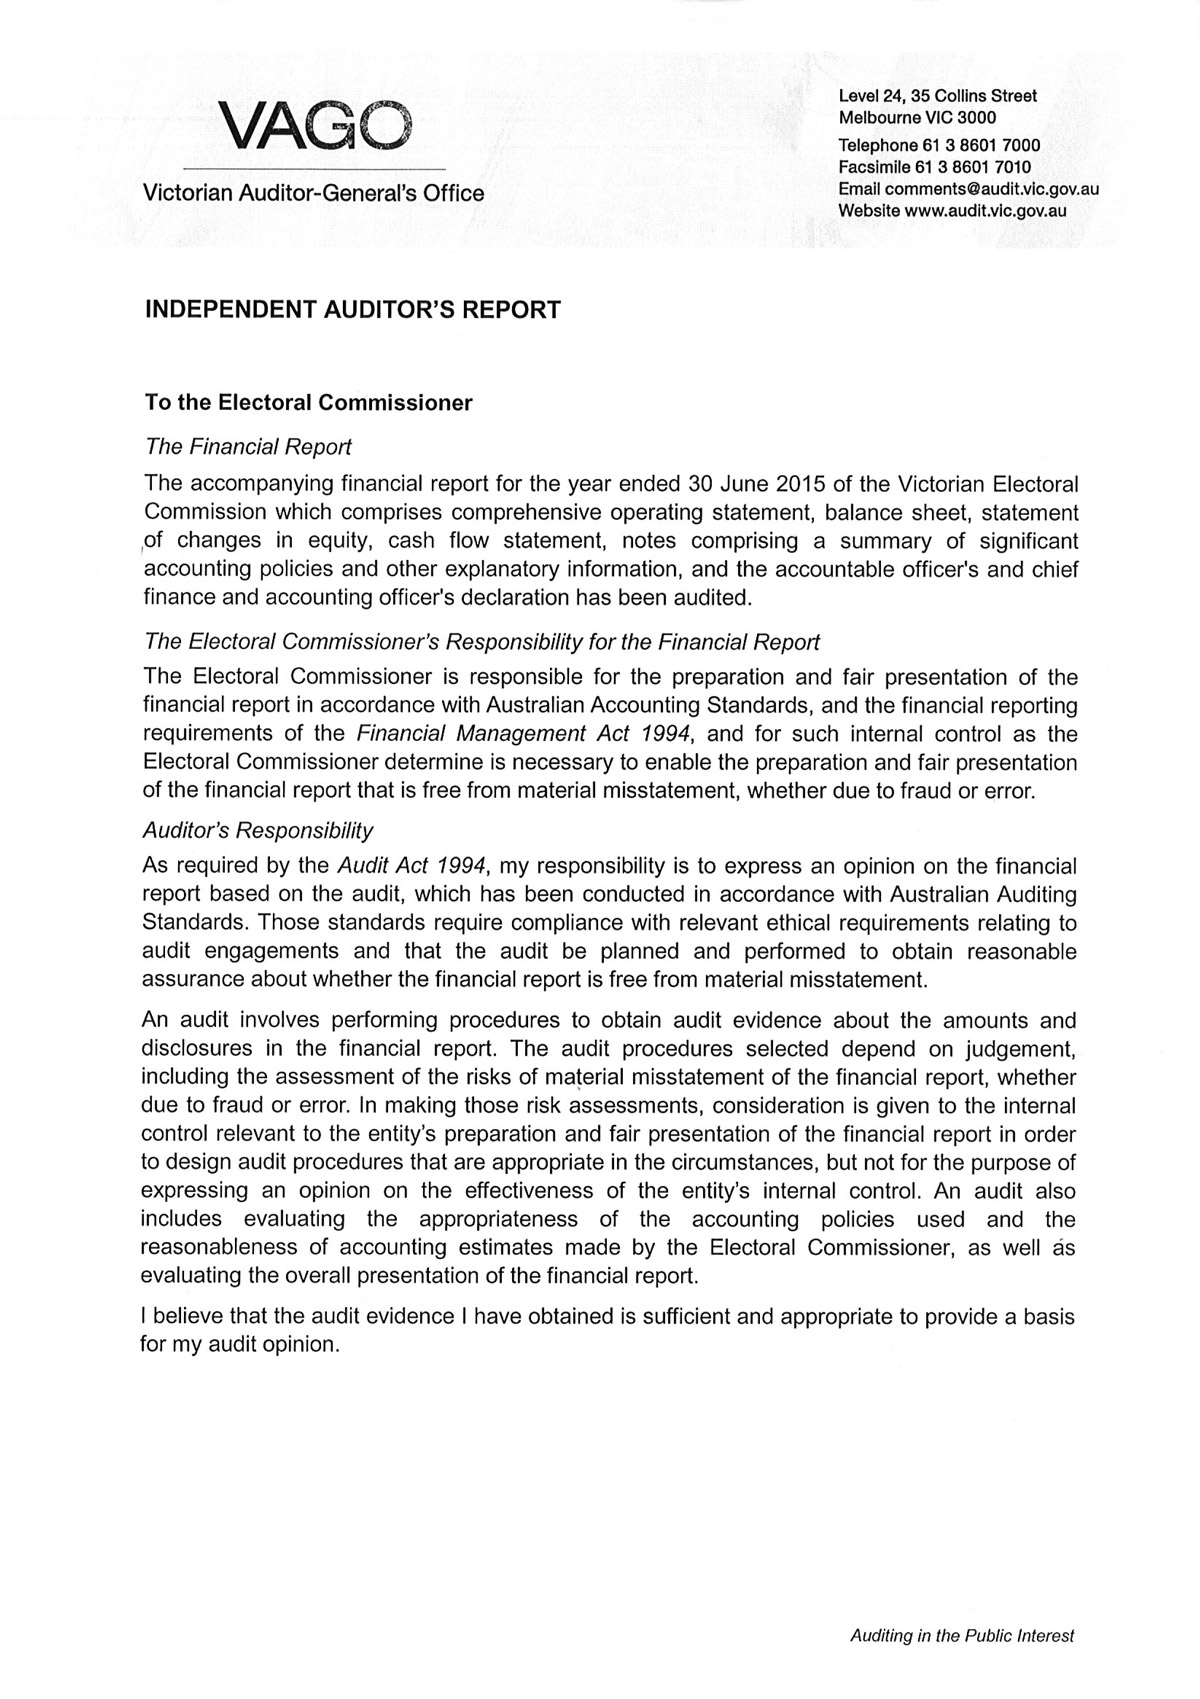 VAGO
Victorian Auditor-General's Office
Level 24, 35 Collins Street
Melbourne VIC 3000
Telephone 61 3 8601 7000
Facsimile 61 3 8601 7010
Email comments@audit.vic.gov.au
Website www.audit.vic.gov.au
INDEPENDENT AUDITOR'S REPORT
To the Electoral Commissioner
The Financial Report
The accompanying financial report for the year ended 30 June 2015 of the Victorian Electoral
Commission which comprises comprehensive operating statement, balance sheet, statement
of changes in equity, cash flow statement, notes comprising a summary of significant
accounting policies and other explanatory information, and the accountable officer's and chief
finance and accounting officer's declaration has been audited.
The Electoral Commissioner's Responsibility for the Financial Report
The Electoral Commissioner is responsible for the preparation and fair presentation of the
financial report in accordance with Australian Accounting Standards, and the financial reporting
requirements of the Financial Management Act 1994, and for such internal control as the
Electoral Commissioner determine is necessary to enable the preparation and fair presentation
of the financial report that is free from material misstatement, whether due to fraud or error.
Auditor's Responsibility
As required by the Audit Act 1994, my responsibility is to express an opinion on the financial
report based on the audit, which has been conducted in accordance with Australian Auditing
Standards. Those standards require compliance with relevant ethical requirements relating to
audit engagements and that the audit be planned and performed to obtain reasonable
assurance about whether the financial report is free from material misstatement.
An audit involves performing procedures to obtain audit evidence about the amounts and
disclosures in the financial report. The audit procedures selected depend on judgement,
including the assessment of the risks of material misstatement of the financial report, whether
due to fraud or error. In making those risk assessments, consideration is given to the internal
control relevant to the entity's preparation and fair presentation of the financial report in order
to design audit procedures that are appropriate in the circumstances, but not for the purpose of
expressing an opinion on the effectiveness of the entity's internal control. An audit also
includes evaluating the appropriateness of the accounting policies used and the
reasonableness of accounting estimates made by the Electoral Commissioner, as well as
evaluating the overall presentation of the financial report.
I believe that the audit evidence I have obtained is sufficient and appropriate to provide a basis
for my audit opinion.
Auditing in the Public Interest